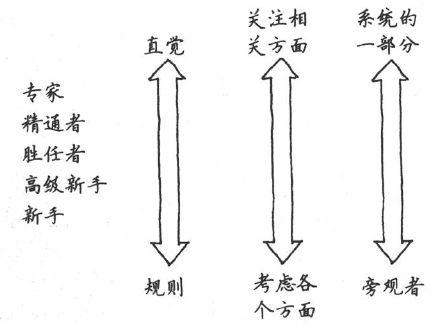 直觉
关注相
关方面
系统的
一部分
专家
精通者
胜任者
高级新手
新手
规则
考虑各
个方面
旁观者